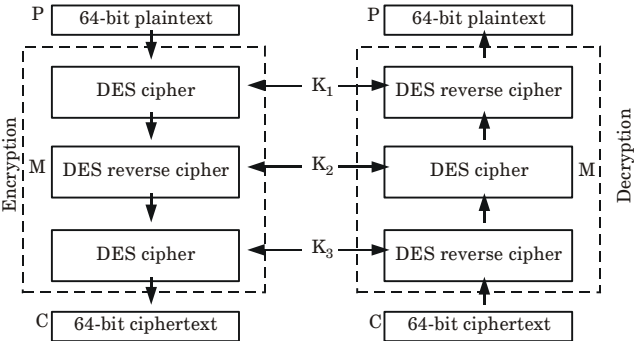 P 64-bit plaintext
P 64-bit plaintext
Encryption
DES cipher
K1
DES reverse cipher
M DES reverse cipher
K2
DES cipher M
Decryption
DES cipher
K3
DES reverse cipher
C 64-bit ciphertext
C 64-bit ciphertext